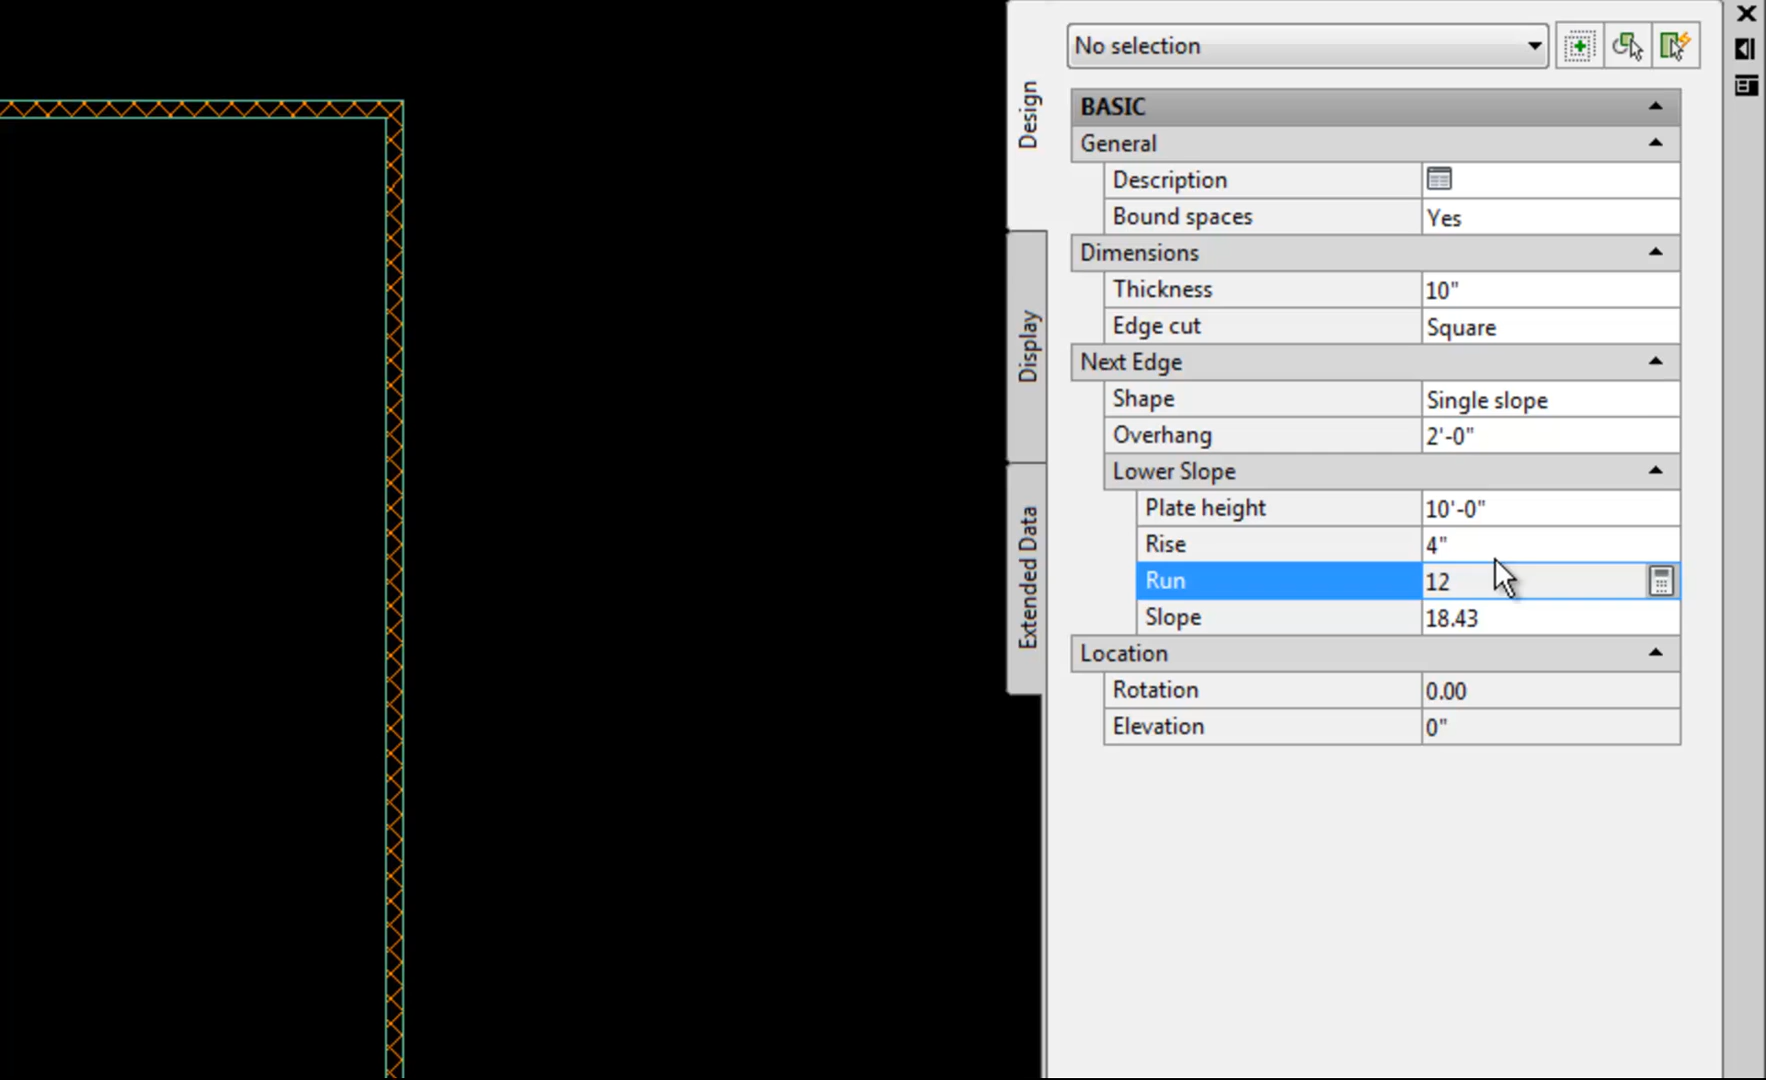 No selection
Design
BASIC
General
Description
Bound spaces Yes
Dimensions
Thickness 10"
Edge cut Square
Display
Next Edge
Shape Single slope
Overhang 2'-0"
Lower Slope
Extended Data
Plate height 10'-0"
Rise 4"
Run 12
Slope 18.43
Location
Rotation 0.00
Elevation 0"